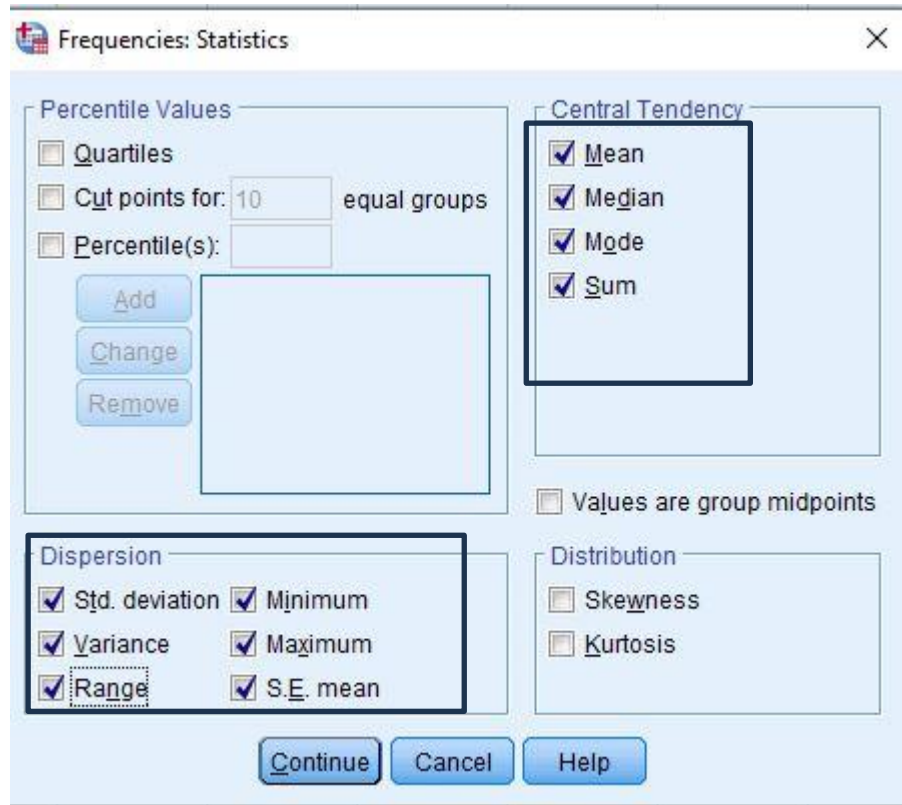 Frequencies: Statistics
Percentile Values
Quartiles
Cut points for: 10 equal groups
Percentile(s):
Add
Change
Remove
Central Tendency
Mean
Median
Mode
Sum
Values are group midpoints
Dispersion
Std. deviation Minimum
Variance Maximum
Range S.E. mean
Distribution
Skewness
Kurtosis
Continue Cancel Help